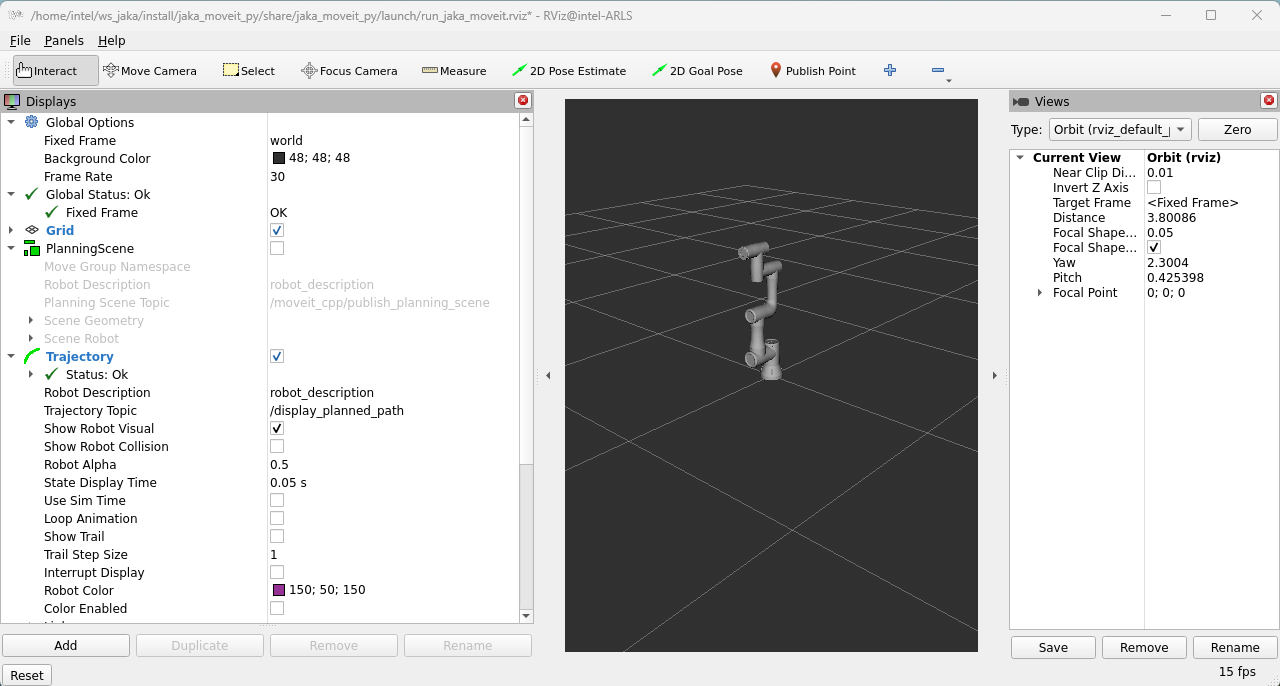 /home/intel/ws_jaka/install/jaka_moveit_py/share/jaka_moveit_py/launch/run_jaka_moveit.rviz* - RViz@intel-ARLS
File Panels Help
Interact Move Camera Select Focus Camera Measure 2D Pose Estimate 2D Goal Pose Publish Point
Displays
Global Options
Fixed Frame world
Background Color 48; 48; 48
Frame Rate 30
Global Status: Ok
Fixed Frame OK
Grid
PlanningScene
Move Group Namespace
Robot Description robot_description
Planning Scene Topic /moveit_cpp/publish_planning_scene
Scene Geometry
Scene Robot
Trajectory
Status: Ok
Robot Description robot_description
Trajectory Topic /display_planned_path
Show Robot Visual
Show Robot Collision
Robot Alpha 0.5
State Display Time 0.05 s
Use Sim Time
Loop Animation
Show Trail
Trail Step Size 1
Interrupt Display
Robot Color 150; 50; 150
Color Enabled
Add Duplicate Remove Rename
Reset
Views
Type: Orbit (rviz_default_ Zero
Current View Orbit (rviz)
Near Clip Di... 0.01
Invert Z Axis
Target Frame <Fixed Frame>
Distance 3.80086
Focal Shape... 0.05
Focal Shape...
Yaw 2.3004
Pitch 0.425398
Focal Point 0; 0; 0
Save Remove Rename
15 fps